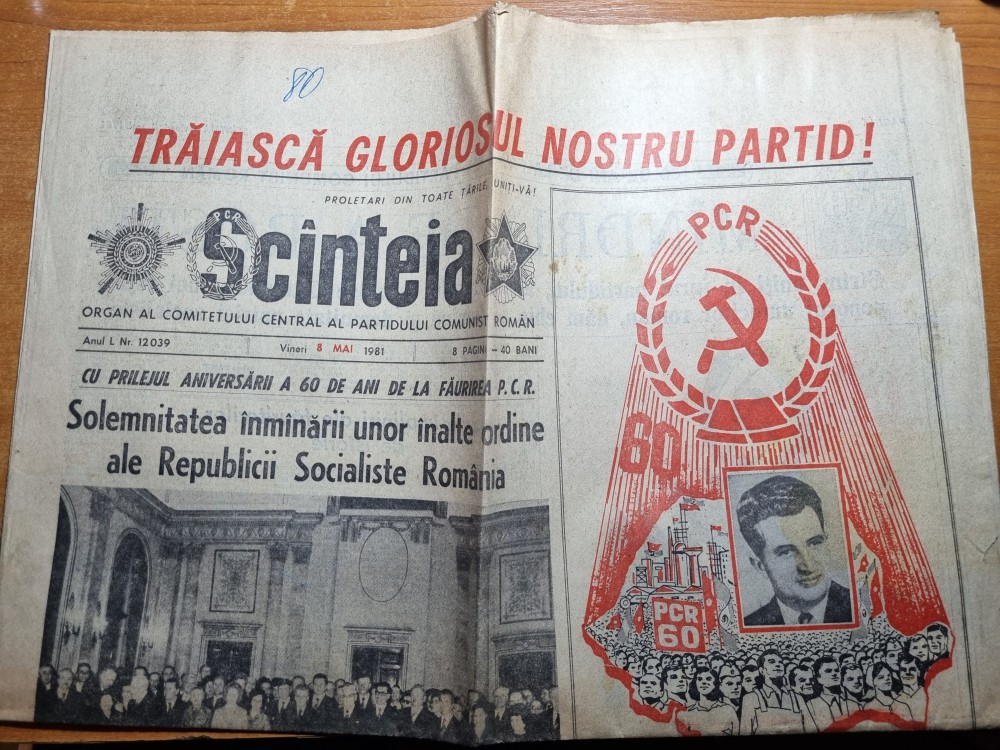 80
TRĂIASCĂ GLORIOSUL NOSTRU PARTID!
PROLETARI DIN TOATE ȚĂRILE, UNIȚI-VĂ!
PCR
Scînteia
ORGAN AL COMITETULUI CENTRAL AL PARTIDULUI COMUNIST ROMÂN
Anul L Nr. 12 039
Vineri 8 MAI 1981
8 PAGINI – 40 BANI
CU PRILEJUL ANIVERSĂRII A 60 DE ANI DE LA FĂURIREA P.C.R.
Solemnitatea înmînării unor înalte ordine
ale Republicii Socialiste România
PCR
60
PCR
60